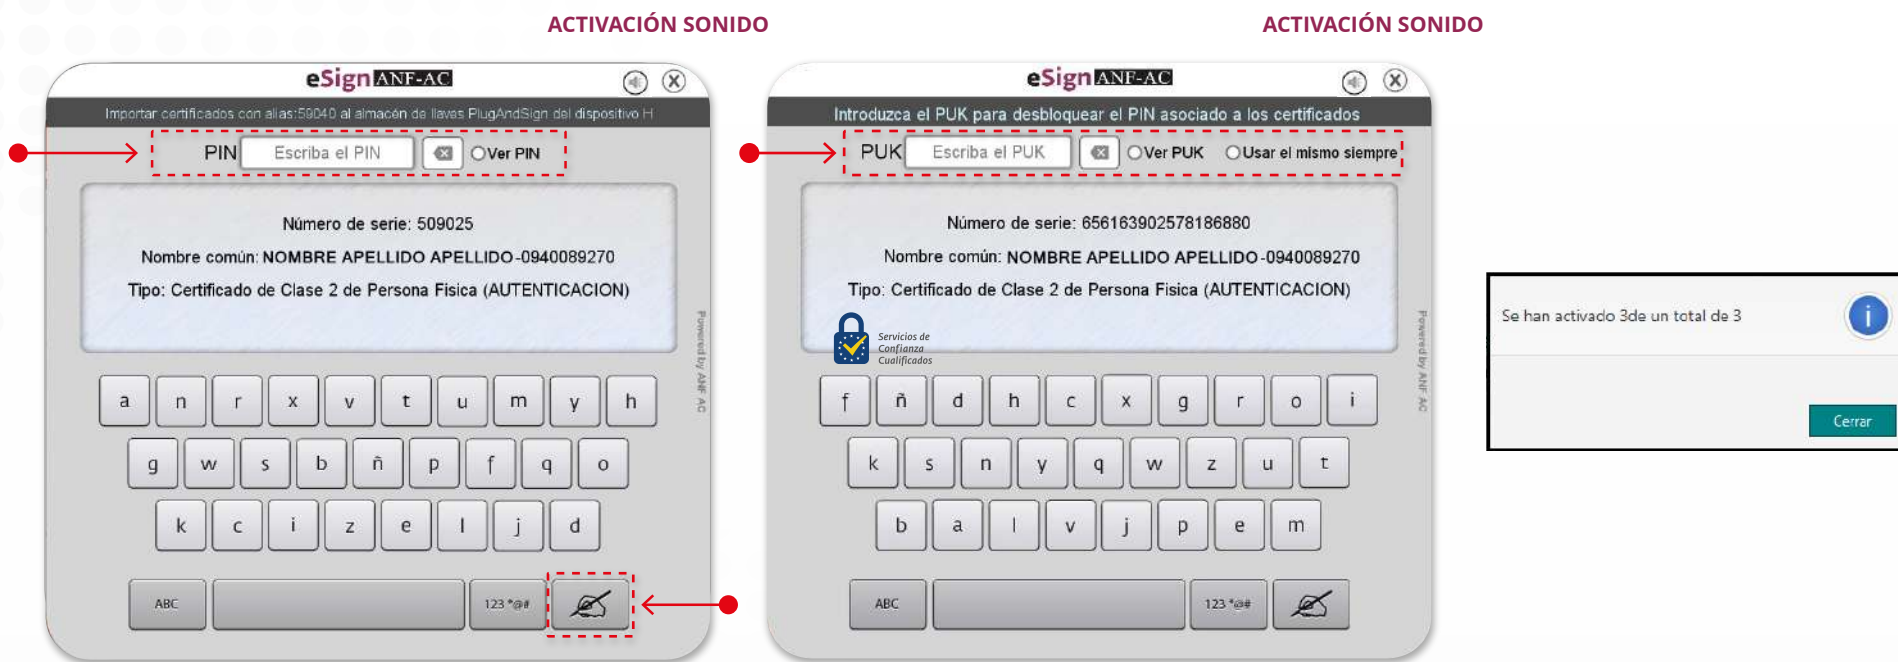 ACTIVACIÓN SONIDO
eSign ANF-AC
Importar certificados con alias:59040 al almacén de llaves PlugAndSign del dispositivo H
PIN Escriba el PIN Ver PIN
Número de serie: 509025
Nombre común: NOMBRE APELLIDO APELLIDO-0940089270
Tipo: Certificado de Clase 2 de Persona Fisica (AUTENTICACION)
Powered by ANF AC
a n r x v t u m y h
g w s b ñ p f q o
k c i z e l j d
ABC 123 *@#
ACTIVACIÓN SONIDO
eSign ANF-AC
Introduzca el PUK para desbloquear el PIN asociado a los certificados
PUK Escriba el PUK Ver PUK Usar el mismo siempre
Número de serie: 656163902578186880
Nombre común: NOMBRE APELLIDO APELLIDO-0940089270
Tipo: Certificado de Clase 2 de Persona Fisica (AUTENTICACION)
Servicios de
Confianza
Cualificados
Powered by ANF AC
f ñ d h c x g r o i
k s n y q w z u t
b a l v j p e m
ABC 123 *@#
Se han activado 3de un total de 3
Cerrar